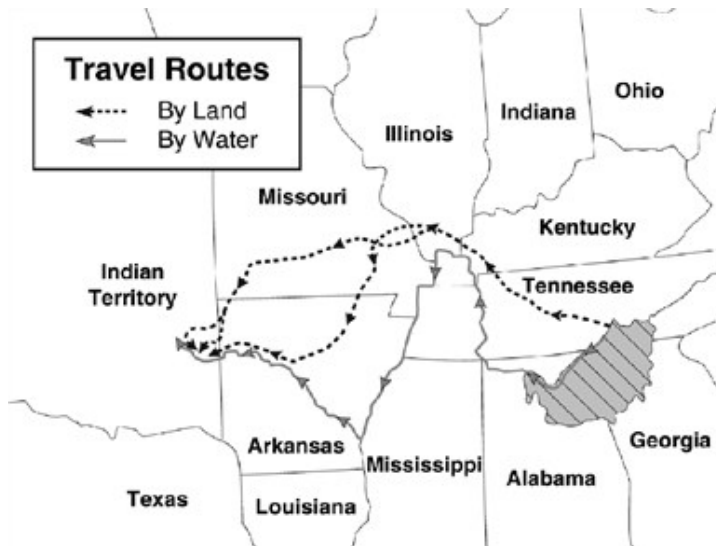 Travel Routes
By Land
By Water
Ohio
Indiana
Illinois
Missouri
Kentucky
Indian
Territory
Tennessee
Arkansas
Mississippi
Georgia
Alabama
Texas
Louisiana